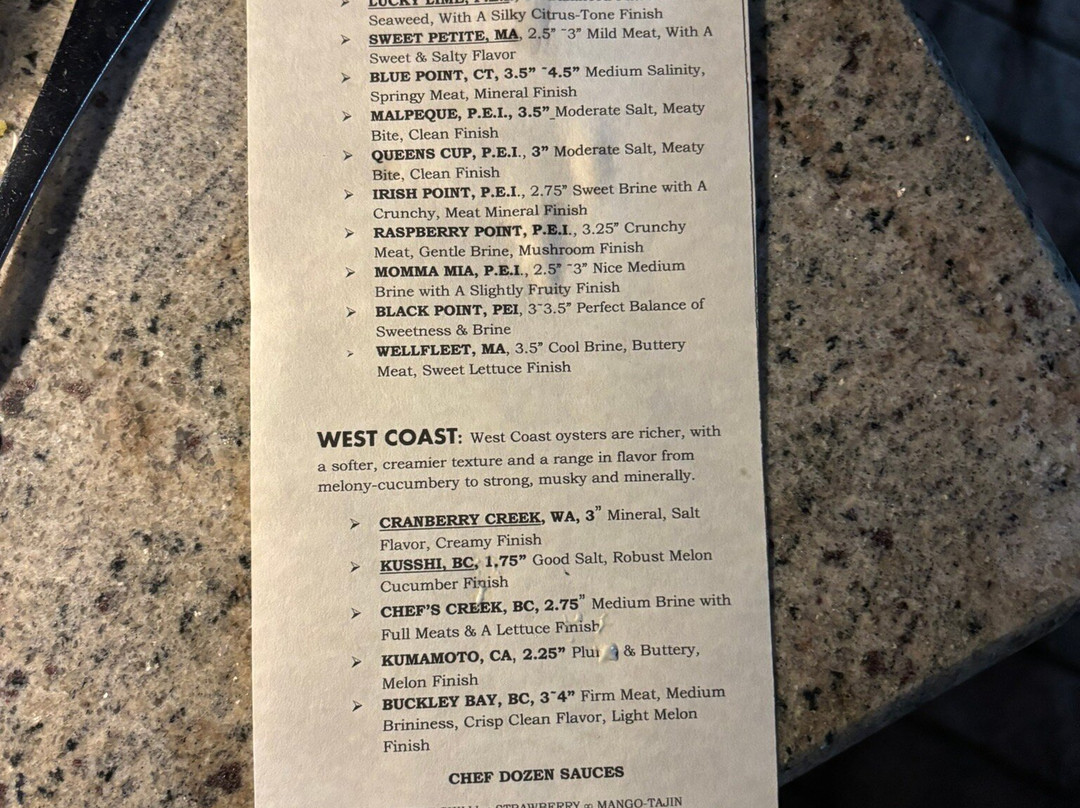 LUCKY LIME, P.E.I.,
Seaweed, With A Silky Citrus-Tone Finish
➢ SWEET PETITE, MA, 2.5” ~3” Mild Meat, With A
Sweet & Salty Flavor
➢ BLUE POINT, CT, 3.5” ~4.5” Medium Salinity,
Springy Meat, Mineral Finish
➢ MALPEQUE, P.E.I., 3.5” Moderate Salt, Meaty
Bite, Clean Finish
➢ QUEENS CUP, P.E.I., 3” Moderate Salt, Meaty
Bite, Clean Finish
➢ IRISH POINT, P.E.I., 2.75” Sweet Brine with A
Crunchy, Meat Mineral Finish
➢ RASPBERRY POINT, P.E.I., 3.25” Crunchy
Meat, Gentle Brine, Mushroom Finish
➢ MOMMA MIA, P.E.I., 2.5” ~3” Nice Medium
Brine with A Slightly Fruity Finish
➢ BLACK POINT, PEI, 3~3.5” Perfect Balance of
Sweetness & Brine
➢ WELLFLEET, MA, 3.5” Cool Brine, Buttery
Meat, Sweet Lettuce Finish
WEST COAST: West Coast oysters are richer, with
a softer, creamier texture and a range in flavor from
melony-cucumbery to strong, musky and minerally.
➢ CRANBERRY CREEK, WA, 3” Mineral, Salt
Flavor, Creamy Finish
➢ KUSSHI, BC, 1.75” Good Salt, Robust Melon
Cucumber Finish
➢ CHEF’S CREEK, BC, 2.75” Medium Brine with
Full Meats & A Lettuce Finish
➢ KUMAMOTO, CA, 2.25” & Buttery,
Melon Finish
➢ BUCKLEY BAY, BC, 3~4” Firm Meat, Medium
Brininess, Crisp Clean Flavor, Light Melon
Finish
CHEF DOZEN SAUCES
STRAWBERRY ∞ MANGO-TAJIN